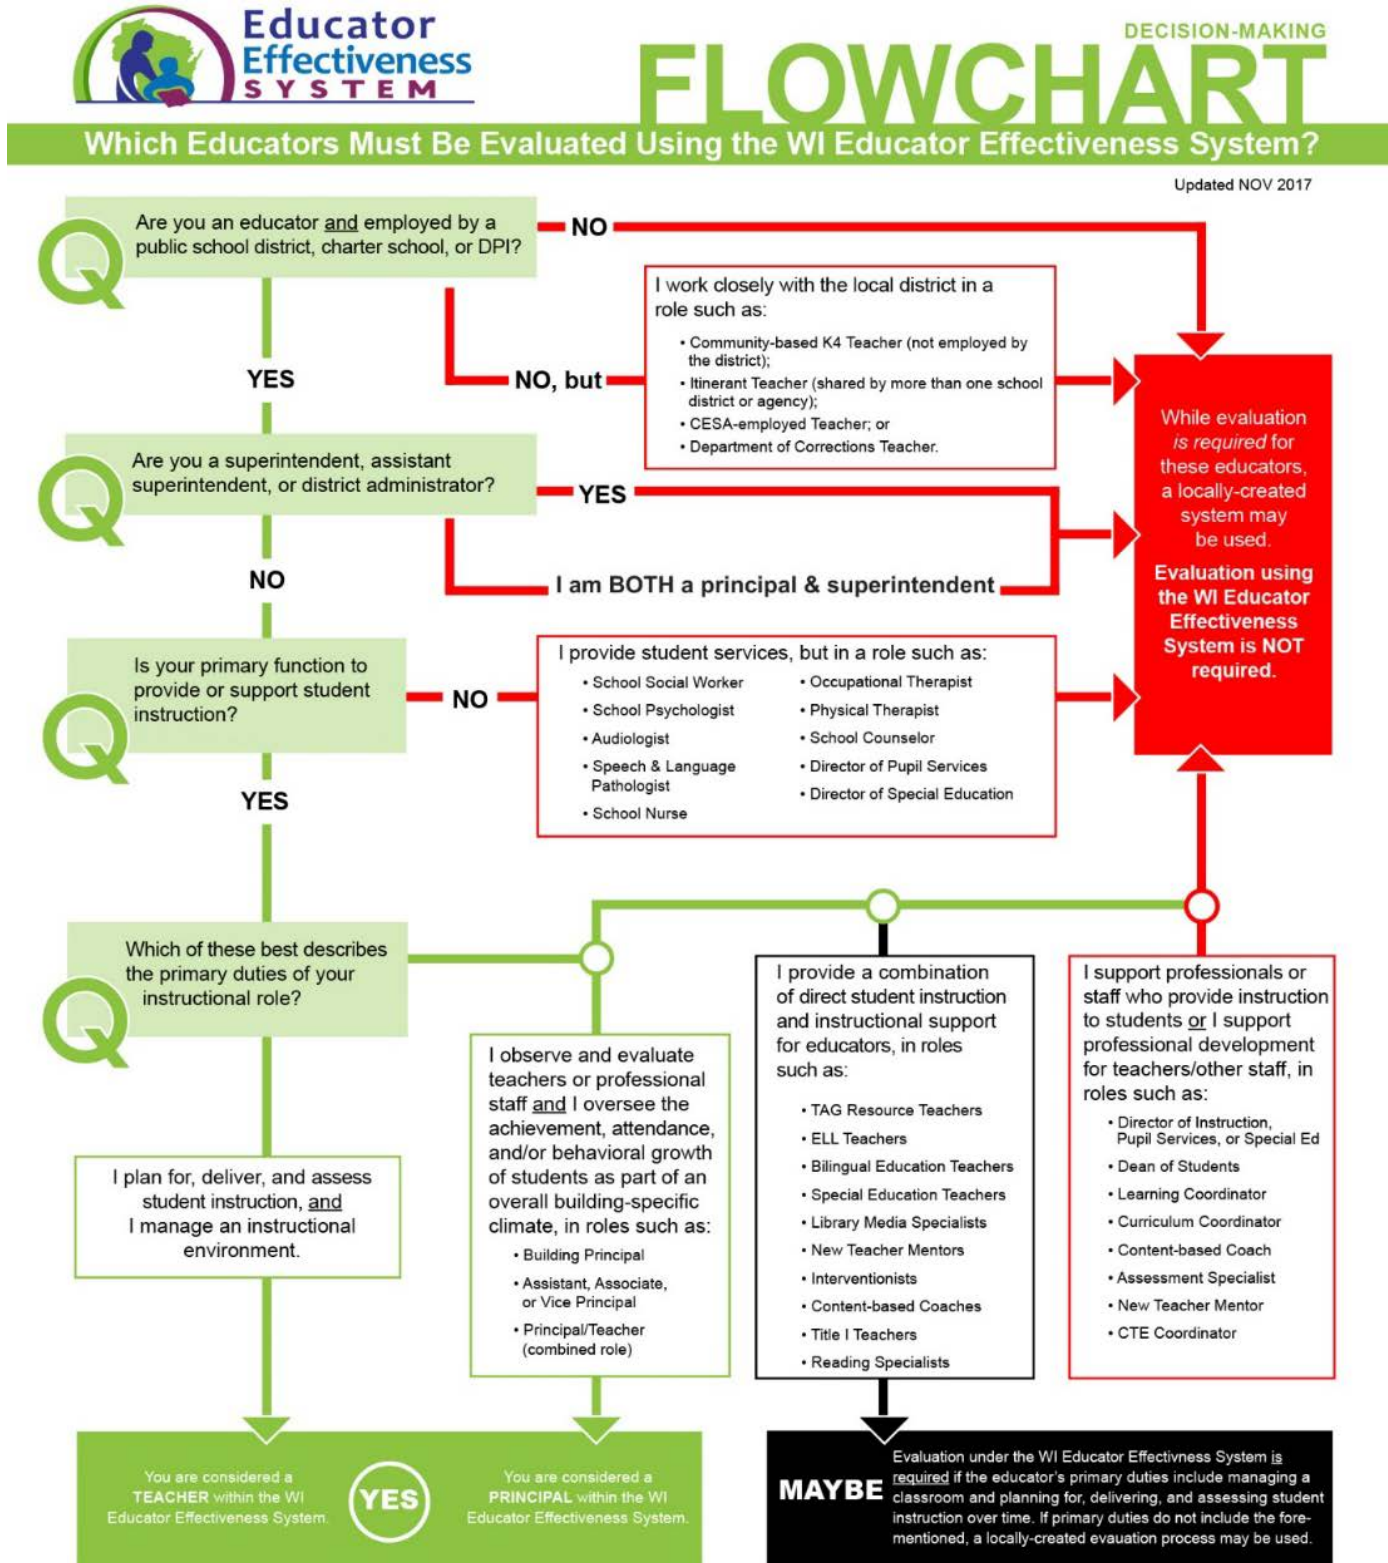 Educator
Effectiveness
SYSTEM
DECISION-MAKING
FLOWCHART
Which Educators Must Be Evaluated Using the WI Educator Effectiveness System?
Updated NOV 2017
Q
Are you an educator and employed by a
public school district, charter school, or DPI?
NO
YES
NO, but
I work closely with the local district in a
role such as:
• Community-based K4 Teacher (not employed by
the district);
• Itinerant Teacher (shared by more than one school
district or agency);
• CESA-employed Teacher; or
• Department of Corrections Teacher.
While evaluation
is required for
these educators,
a locally-created
system may
be used.
Evaluation using
the WI Educator
Effectiveness
System is NOT
required.
Q
Are you a superintendent, assistant
superintendent, or district administrator?
YES
I am BOTH a principal & superintendent
NO
Q
Is your primary function to
provide or support student
instruction?
NO
I provide student services, but in a role such as:
• School Social Worker
• School Psychologist
• Audiologist
• Speech & Language
Pathologist
• School Nurse
• Occupational Therapist
• Physical Therapist
• School Counselor
• Director of Pupil Services
• Director of Special Education
YES
Q
Which of these best describes
the primary duties of your
instructional role?
I plan for, deliver, and assess
student instruction, and
I manage an instructional
environment.
I observe and evaluate
teachers or professional
staff and I oversee the
achievement, attendance,
and/or behavioral growth
of students as part of an
overall building-specific
climate, in roles such as:
• Building Principal
• Assistant, Associate,
or Vice Principal
• Principal/Teacher
(combined role)
I provide a combination
of direct student instruction
and instructional support
for educators, in roles
such as:
• TAG Resource Teachers
• ELL Teachers
• Bilingual Education Teachers
• Special Education Teachers
• Library Media Specialists
• New Teacher Mentors
• Interventionists
• Content-based Coaches
• Title I Teachers
• Reading Specialists
I support professionals or
staff who provide instruction
to students or I support
professional development
for teachers/other staff, in
roles such as:
• Director of Instruction,
Pupil Services, or Special Ed
• Dean of Students
• Learning Coordinator
• Curriculum Coordinator
• Content-based Coach
• Assessment Specialist
• New Teacher Mentor
• CTE Coordinator
You are considered a
TEACHER within the WI
Educator Effectiveness System.
YES
You are considered a
PRINCIPAL within the WI
Educator Effectiveness System.
MAYBE
Evaluation under the WI Educator Effectivness System is
required if the educator's primary duties include managing a
classroom and planning for, delivering, and assessing student
instruction over time. If primary duties do not include the fore-
mentioned, a locally-created evauation process may be used.